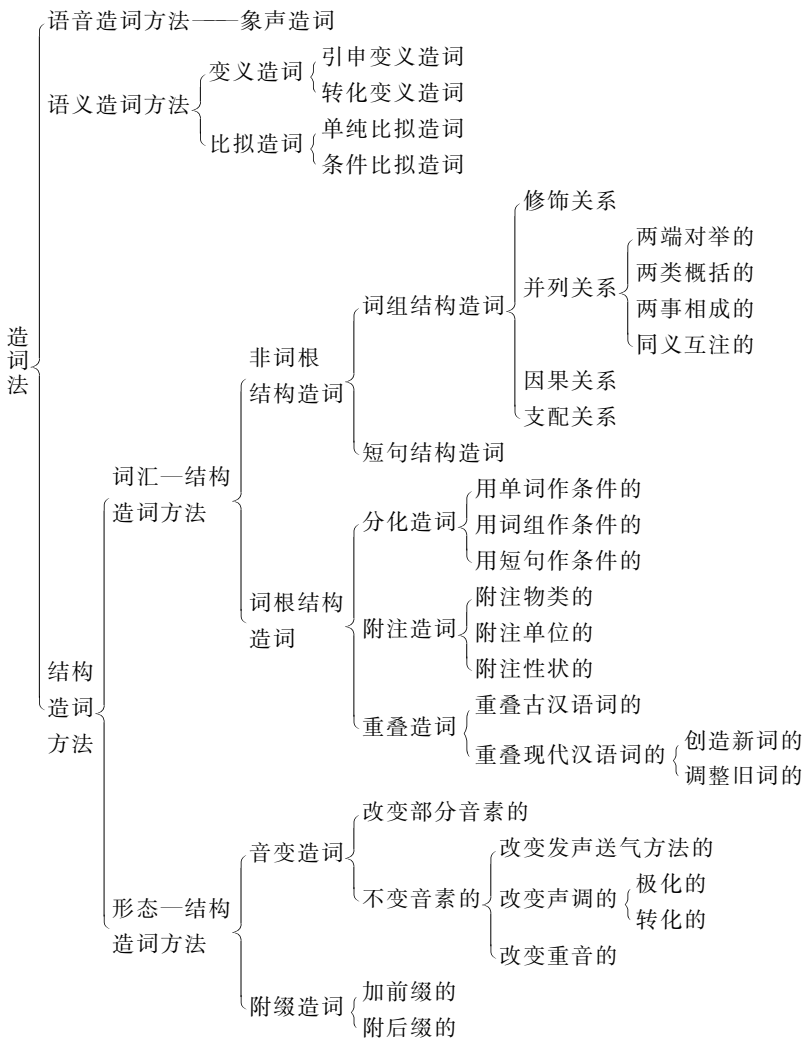 语音造词方法——象声造词
语义造词方法
变义造词
引申变义造词
转化变义造词
比拟造词
单纯比拟造词
条件比拟造词
造词法
结构
造词
方法
词汇—结构
造词方法
非词根
结构造词
词组结构造词
修饰关系
并列关系
两端对举的
两类概括的
两事相成的
同义互注的
因果关系
支配关系
短句结构造词
词根结构
造词
分化造词
用单词作条件的
用词组作条件的
用短句作条件的
附注造词
附注物类的
附注单位的
附注性状的
重叠造词
重叠古汉语词的
重叠现代汉语词的
创造新词的
调整旧词的
形态—结构
造词方法
音变造词
改变部分音素的
不变音素的
改变发声送气方法的
改变声调的
极化的
转化的
改变重音的
附缀造词
加前缀的
附后缀的